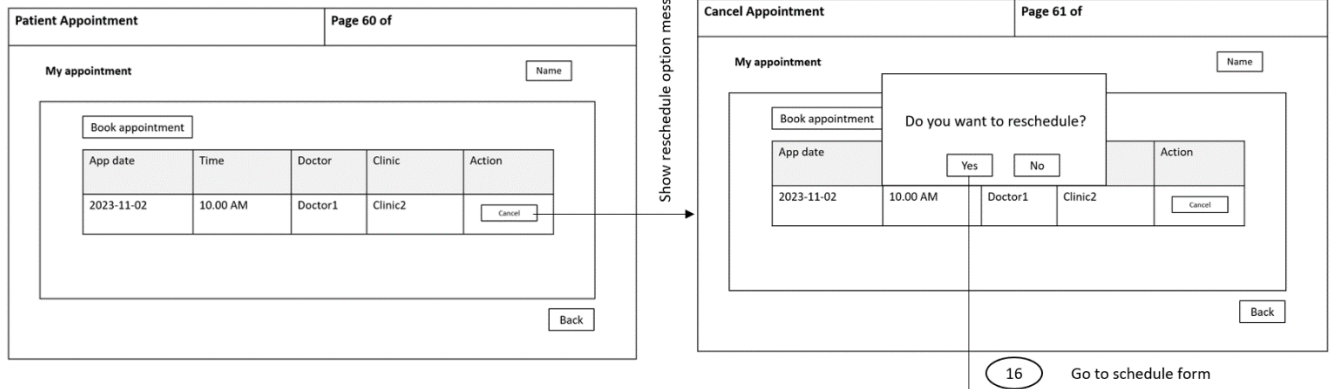 Patient Appointment
Page 60 of
My appointment
Name
Book appointment
App date Time Doctor Clinic Action
2023-11-02 10.00 AM Doctor1 Clinic2 Cancel
Back
Show reschedule option
Cancel Appointment
Page 61 of
My appointment
Name
Book appointment
Do you want to reschedule?
Yes No
App date Action
2023-11-02 10.00 AM Doctor1 Clinic2 Cancel
Back
16 Go to schedule form